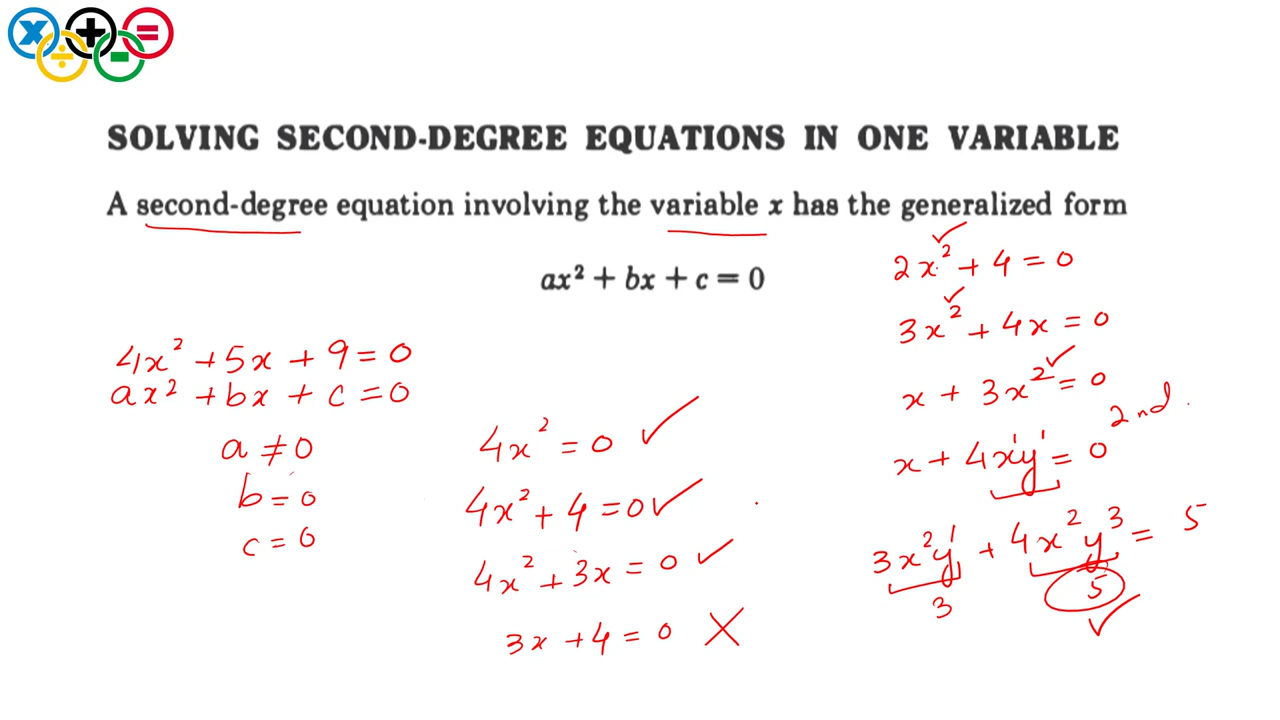 SOLVING SECOND-DEGREE EQUATIONS IN ONE VARIABLE
A second-degree equation involving the variable x has the generalized form
ax² + bx + c = 0
4x² + 5x + 9 = 0
ax² + bx + c = 0
a ≠ 0
b = 0
c = 0
4x² = 0 ✓
4x² + 4 = 0 ✓
4x² + 3x = 0 ✓
3x + 4 = 0 ✗
2x² + 4 = 0
3x² + 4x = 0
x + 3x² = 0
x + 4x¹y¹ = 0 2nd
3x²y¹ + 4x²y³ = 5
3 5 ✓